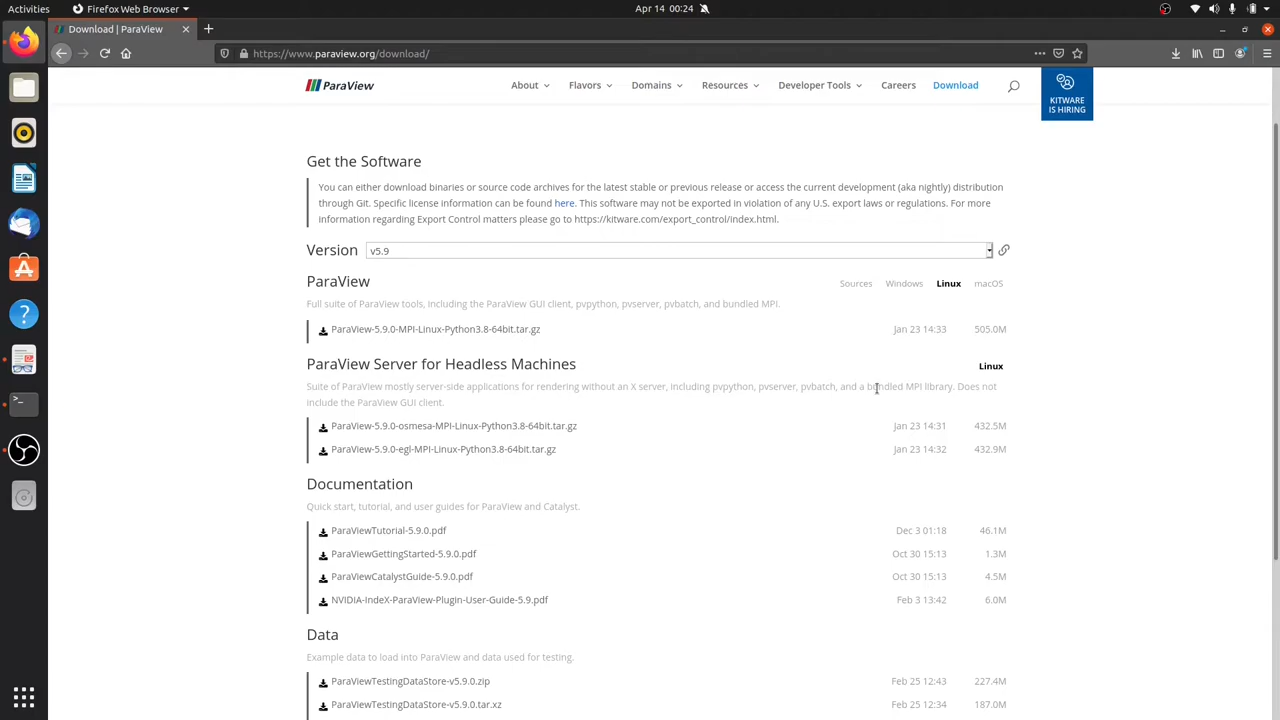 Activities
Firefox Web Browser
Apr 14 00:24
Download | ParaView
https://www.paraview.org/download/
ParaView
About
Flavors
Domains
Resources
Developer Tools
Careers
Download
KITWARE
IS HIRING
Get the Software
You can either download binaries or source code archives for the latest stable or previous release or access the current development (aka nightly) distribution
through Git. Specific license information can be found here. This software may not be exported in violation of any U.S. export laws or regulations. For more
information regarding Export Control matters please go to https://kitware.com/export_control/index.html.
Version
v5.9
ParaView
Sources
Windows
Linux
macOS
Full suite of ParaView tools, including the ParaView GUI client, pvpython, pvserver, pvbatch, and bundled MPI.
ParaView-5.9.0-MPI-Linux-Python3.8-64bit.tar.gz
Jan 23 14:33
505.0M
ParaView Server for Headless Machines
Linux
Suite of ParaView mostly server-side applications for rendering without an X server, including pvpython, pvserver, pvbatch, and a bundled MPI library. Does not
include the ParaView GUI client.
ParaView-5.9.0-osmesa-MPI-Linux-Python3.8-64bit.tar.gz
Jan 23 14:31
432.5M
ParaView-5.9.0-egl-MPI-Linux-Python3.8-64bit.tar.gz
Jan 23 14:32
432.9M
Documentation
Quick start, tutorial, and user guides for ParaView and Catalyst.
ParaViewTutorial-5.9.0.pdf
Dec 3 01:18
46.1M
ParaViewGettingStarted-5.9.0.pdf
Oct 30 15:13
1.3M
ParaViewCatalystGuide-5.9.0.pdf
Oct 30 15:13
4.5M
NVIDIA-IndeX-ParaView-Plugin-User-Guide-5.9.pdf
Feb 3 13:42
6.0M
Data
Example data to load into ParaView and data used for testing.
ParaViewTestingDataStore-v5.9.0.zip
Feb 25 12:43
227.4M
ParaViewTestingDataStore-v5.9.0.tar.xz
Feb 25 12:34
187.0M